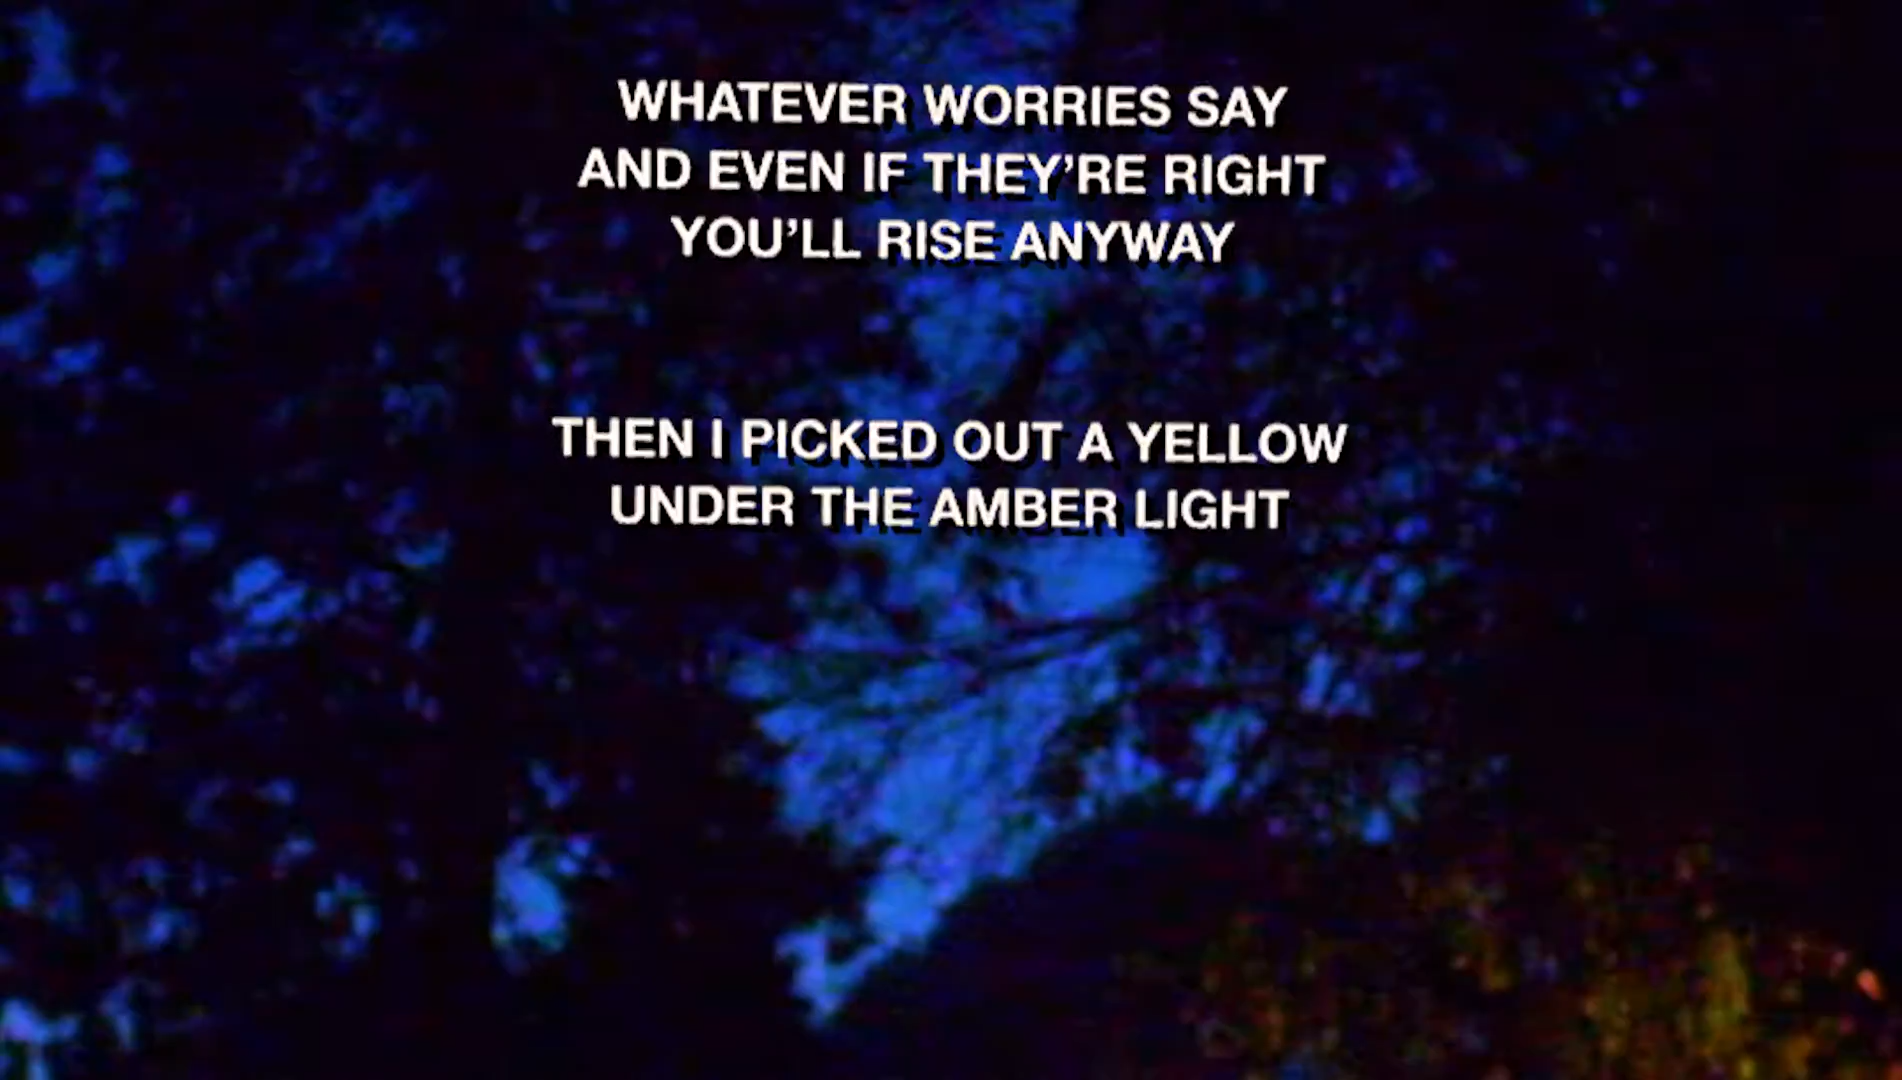 WHATEVER WORRIES SAY
AND EVEN IF THEY’RE RIGHT
YOU’LL RISE ANYWAY
THEN I PICKED OUT A YELLOW
UNDER THE AMBER LIGHT